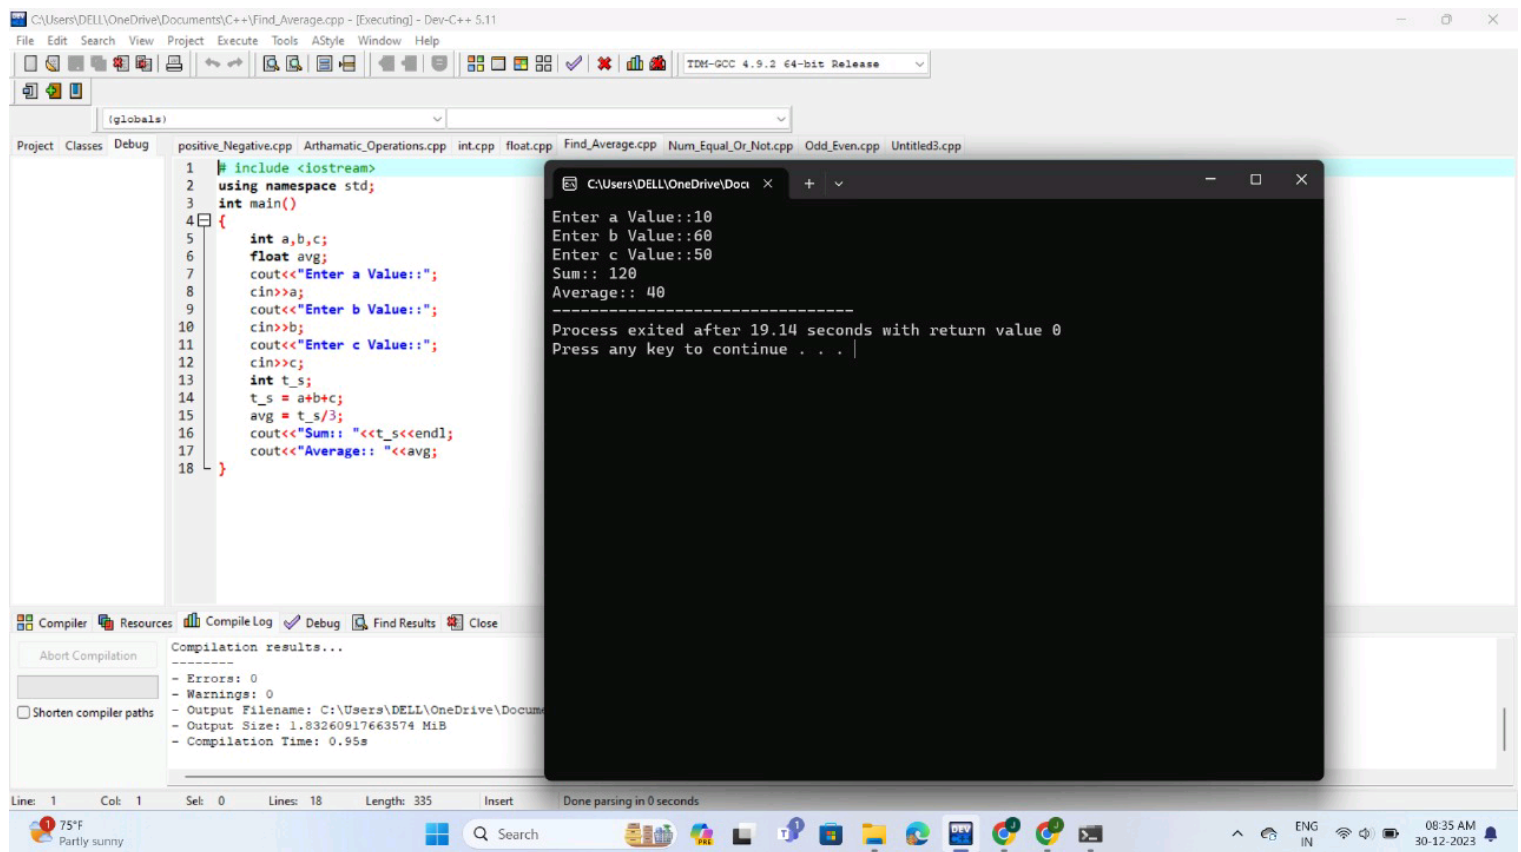 C:\Users\DELL\OneDrive\Documents\C++\Find_Average.cpp - [Executing] - Dev-C++ 5.11
File Edit Search View Project Execute Tools AStyle Window Help
TDM-GCC 4.9.2 64-bit Release
(globals)
Project Classes Debug
positive_Negative.cpp Arthamatic_Operations.cpp int.cpp float.cpp Find_Average.cpp Num_Equal_Or_Not.cpp Odd_Even.cpp Untitled3.cpp
1 # include <iostream>
2 using namespace std;
3 int main()
4 {
5 int a,b,c;
6 float avg;
7 cout<<"Enter a Value::";
8 cin>>a;
9 cout<<"Enter b Value::";
10 cin>>b;
11 cout<<"Enter c Value::";
12 cin>>c;
13 int t_s;
14 t_s = a+b+c;
15 avg = t_s/3;
16 cout<<"Sum:: "<<t_s<<endl;
17 cout<<"Average:: "<<avg;
18 }
C:\Users\DELL\OneDrive\Docu
Enter a Value::10
Enter b Value::60
Enter c Value::50
Sum:: 120
Average:: 40
--------------------------------
Process exited after 19.14 seconds with return value 0
Press any key to continue . . .
Compiler Resources Compile Log Debug Find Results Close
Abort Compilation
Shorten compiler paths
Compilation results...
--------
- Errors: 0
- Warnings: 0
- Output Filename: C:\Users\DELL\OneDrive\Docume
- Output Size: 1.83260917663574 MiB
- Compilation Time: 0.95s
Line: 1 Col: 1 Sel: 0 Lines: 18 Length: 335 Insert Done parsing in 0 seconds
1
75°F
Partly sunny
Search
PRE
1
DEV
J
J
ENG
IN
08:35 AM
30-12-2023